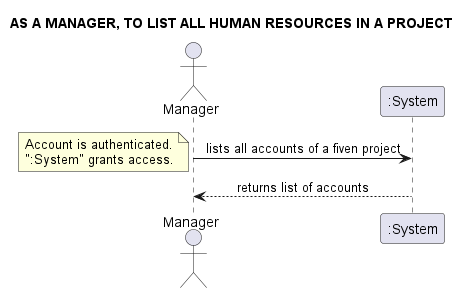 AS A MANAGER, TO LIST ALL HUMAN RESOURCES IN A PROJECT
Manager
:System
Account is authenticated.
":System" grants access.
lists all accounts of a fiven project
returns list of accounts
Manager
:System